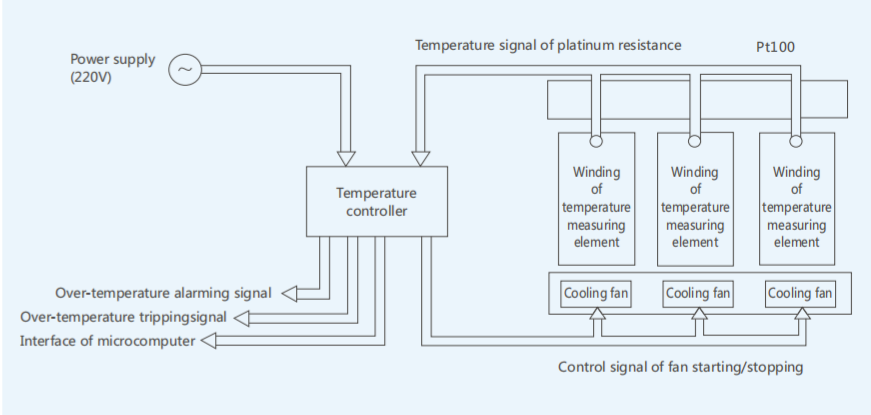 Temperature signal of platinum resistance
Pt100
Power supply
(220V)
Temperature
controller
Winding
of
temperature
measuring
element
Winding
of
temperature
measuring
element
Winding
of
temperature
measuring
element
Over-temperature alarming signal
Over-temperature trippingsignal
Interface of microcomputer
Cooling fan
Cooling fan
Cooling fan
Control signal of fan starting/stopping